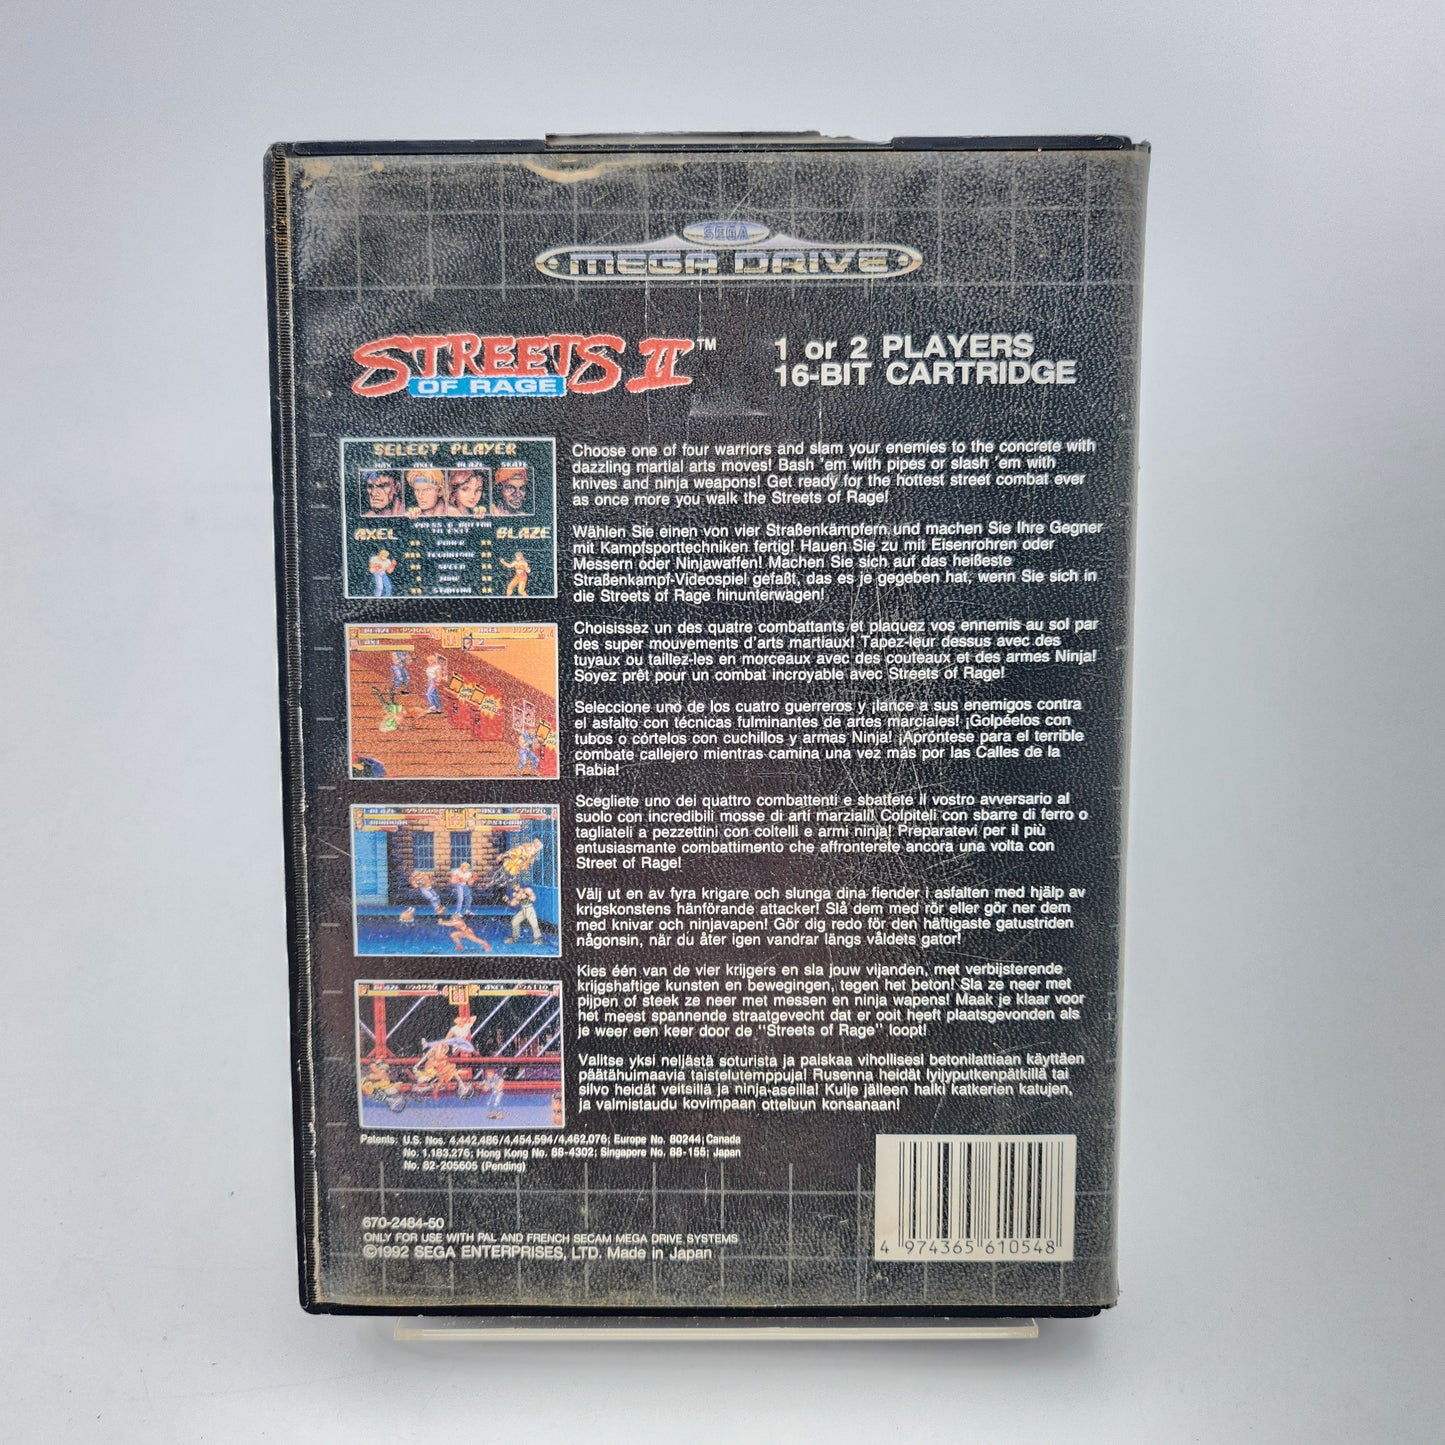 SEGA
MEGA DRIVE
STREETS II™
OF RAGE
1 or 2 PLAYERS
16-BIT CARTRIDGE
SELECT PLAYER
MAX AXEL BLAZE SKATE
PRESS C BUTTON
TO EXIT
AXEL BLAZE
POWER
TECHNIQUE
SPEED
JUMP
STAMINA
Choose one of four warriors and slam your enemies to the concrete with
dazzling martial arts moves! Bash 'em with pipes or slash 'em with
knives and ninja weapons! Get ready for the hottest street combat ever
as once more you walk the Streets of Rage!
Wählen Sie einen von vier Straßenkämpfern und machen Sie Ihre Gegner
mit Kampfsporttechniken fertig! Hauen Sie zu mit Eisenrohren oder
Messern oder Ninjawaffen! Machen Sie sich auf das heißeste
Straßenkampf-Videospiel gefaßt, das es je gegeben hat, wenn Sie sich in
die Streets of Rage hinunterwagen!
Choisissez un des quatre combattants et plaquez vos ennemis au sol par
des super mouvements d'arts martiaux! Tapez-leur dessus avec des
tuyaux ou taillez-les en morceaux avec des couteaux et des armes Ninja!
Soyez prêt pour un combat incroyable avec Streets of Rage!
Seleccione uno de los cuatro guerreros y ¡lance a sus enemigos contra
el asfalto con técnicas fulminantes de artes marciales! ¡Golpéelos con
tubos o córtelos con cuchillos y armas Ninja! ¡Apróntese para el terrible
combate callejero mientras camina una vez más por las Calles de la
Rabia!
Scegliete uno dei quattro combattenti e sbattete il vostro avversario al
suolo con incredibili mosse di arti marziali! Colpiteli con sbarre di ferro o
tagliateli a pezzettini con coltelli e armi ninja! Preparatevi per il più
entusiasmante combattimento che affronterete ancora una volta con
Street of Rage!
Välj ut en av fyra krigare och slunga dina fiender i asfalten med hjälp av
krigskonstens hänförande attacker! Slå dem med rör eller gör ner dem
med knivar och ninjavapen! Gör dig redo för den häftigaste gatustriden
någonsin, när du åter igen vandrar längs våldets gator!
Kies één van de vier krijgers en sla jouw vijanden, met verbijsterende
krijgshaftige kunsten en bewegingen, tegen het beton! Sla ze neer met
pijpen of steek ze neer met messen en ninja wapens! Maak je klaar voor
het meest spannende straatgevecht dat er ooit heeft plaatsgevonden als
je weer een keer door de "Streets of Rage" loopt!
Valitse yksi neljästä soturista ja paiskaa vihollisesi betonilattiaan käyttäen
päätähuimaavia taistelutemppuja! Rusenna heidät lyijyputkenpätkillä tai
silvo heidät veitsillä ja ninja-aseilla! Kulje jälleen halki katkerien katujen,
ja valmistaudu kovimpaan otteluun konsanaan!
Patents: U.S. Nos. 4,442,486/4,454,594/4,462,076; Europe No. 80244; Canada
No. 1,183,276; Hong Kong No. 88-4302; Singapore No. 88-155; Japan
No. 82-205605 (Pending)
670-2484-50
ONLY FOR USE WITH PAL AND FRENCH SECAM MEGA DRIVE SYSTEMS
©1992 SEGA ENTERPRISES, LTD. Made in Japan
4 974365 610548